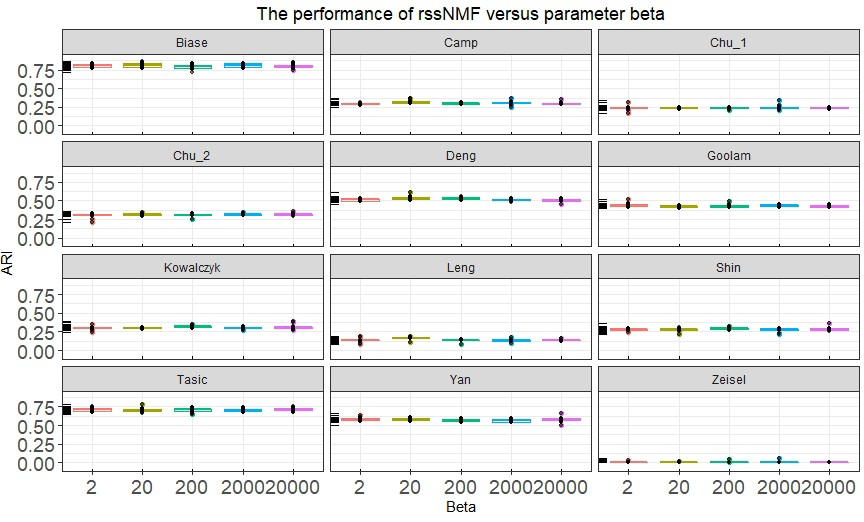 The performance of rssNMF versus parameter beta
Biase Camp Chu_1
0.75
0.50
0.25
0.00
Chu_2 Deng Goolam
0.75
0.50
0.25
0.00
Kowalczyk Leng Shin
0.75
0.50
0.25
0.00
Tasic Yan Zeisel
0.75
0.50
0.25
0.00
ARI
2 20 200 2000 20000 2 20 200 2000 20000 2 20 200 2000 20000
Beta